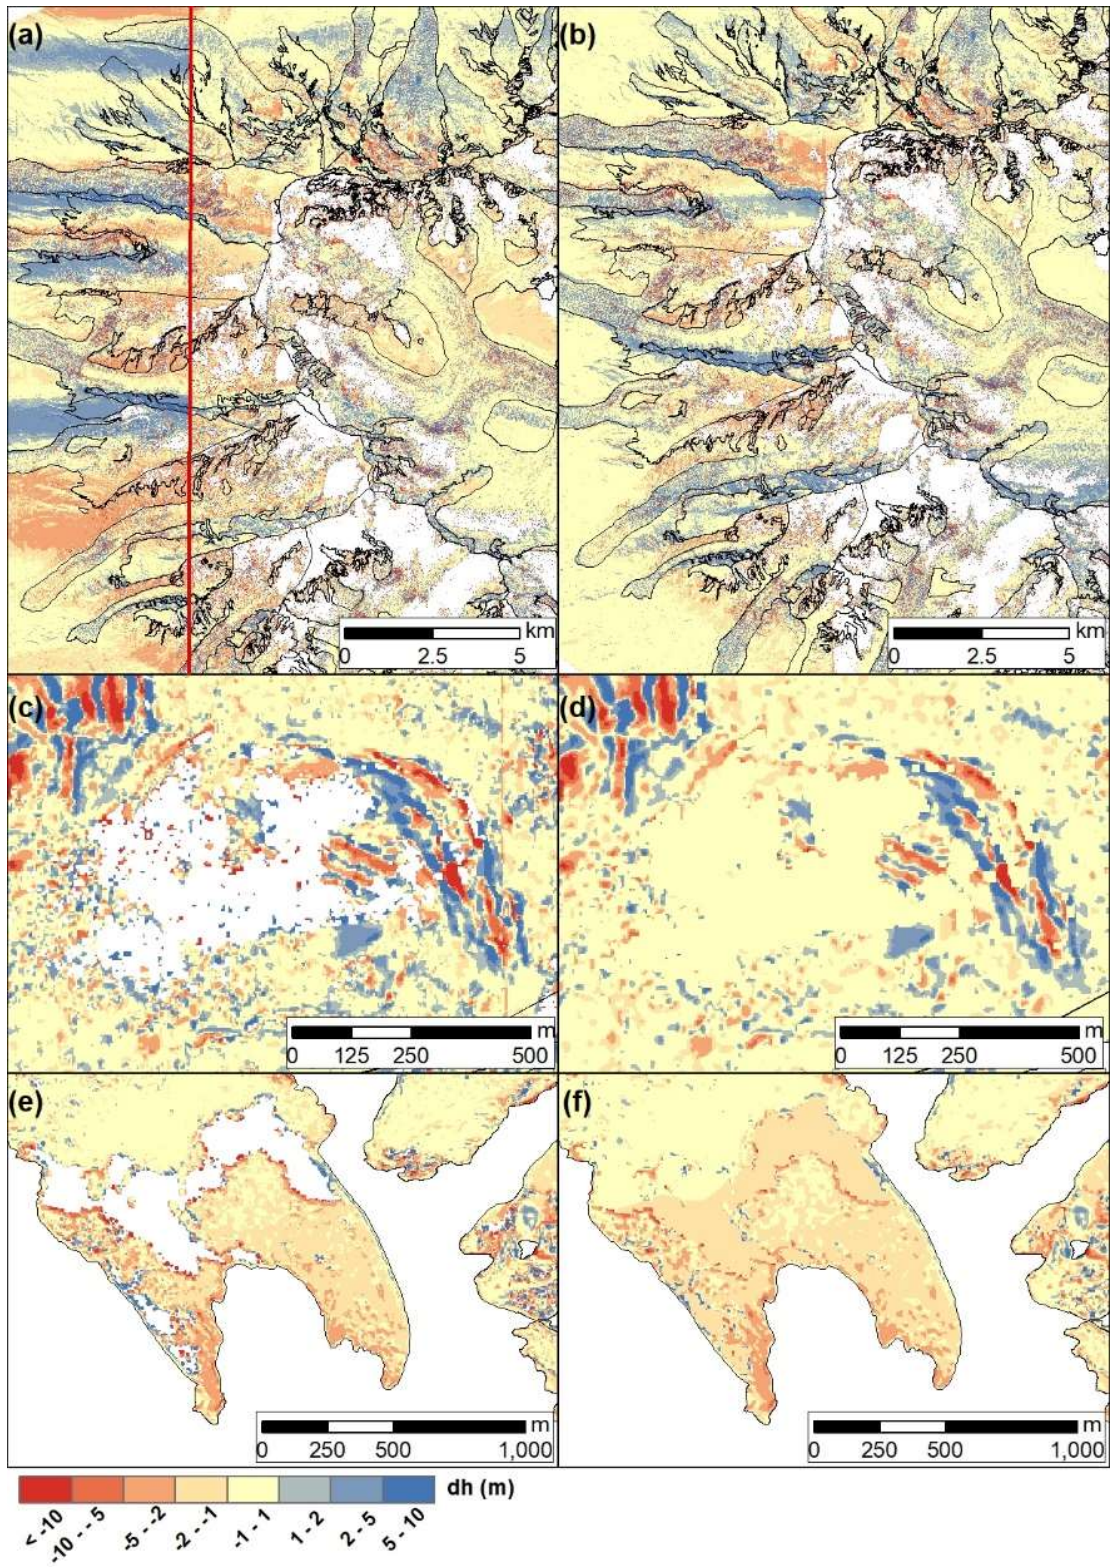 (a)
(b)
km
0 2.5 5
km
0 2.5 5
(c)
(d)
m
0 125 250 500
m
0 125 250 500
(e)
(f)
m
0 250 500 1,000
m
0 250 500 1,000
dh (m)
< -10
-10 - -5
-5 - -2
-2 - -1
-1 - 1
1 - 2
2 - 5
5 - 10